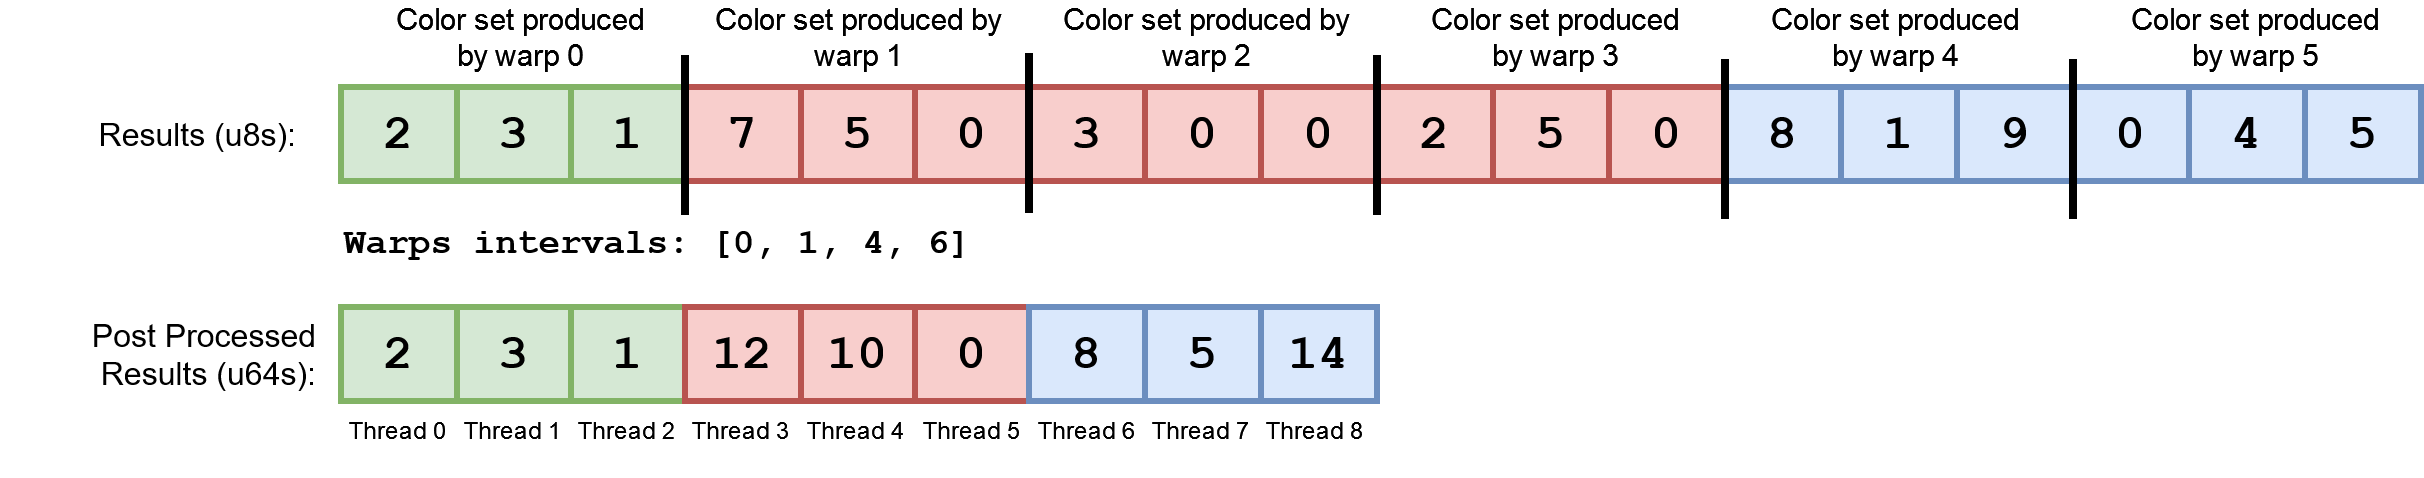 Color set produced
by warp 0
Color set produced by
warp 1
Color set produced by
warp 2
Color set produced
by warp 3
Color set produced
by warp 4
Color set produced
by warp 5
Results (u8s):
2 3 1 7 5 0 3 0 0 2 5 0 8 1 9 0 4 5
Warps intervals: [0, 1, 4, 6]
Post Processed
Results (u64s):
2 3 1 12 10 0 8 5 14
Thread 0 Thread 1 Thread 2 Thread 3 Thread 4 Thread 5 Thread 6 Thread 7 Thread 8